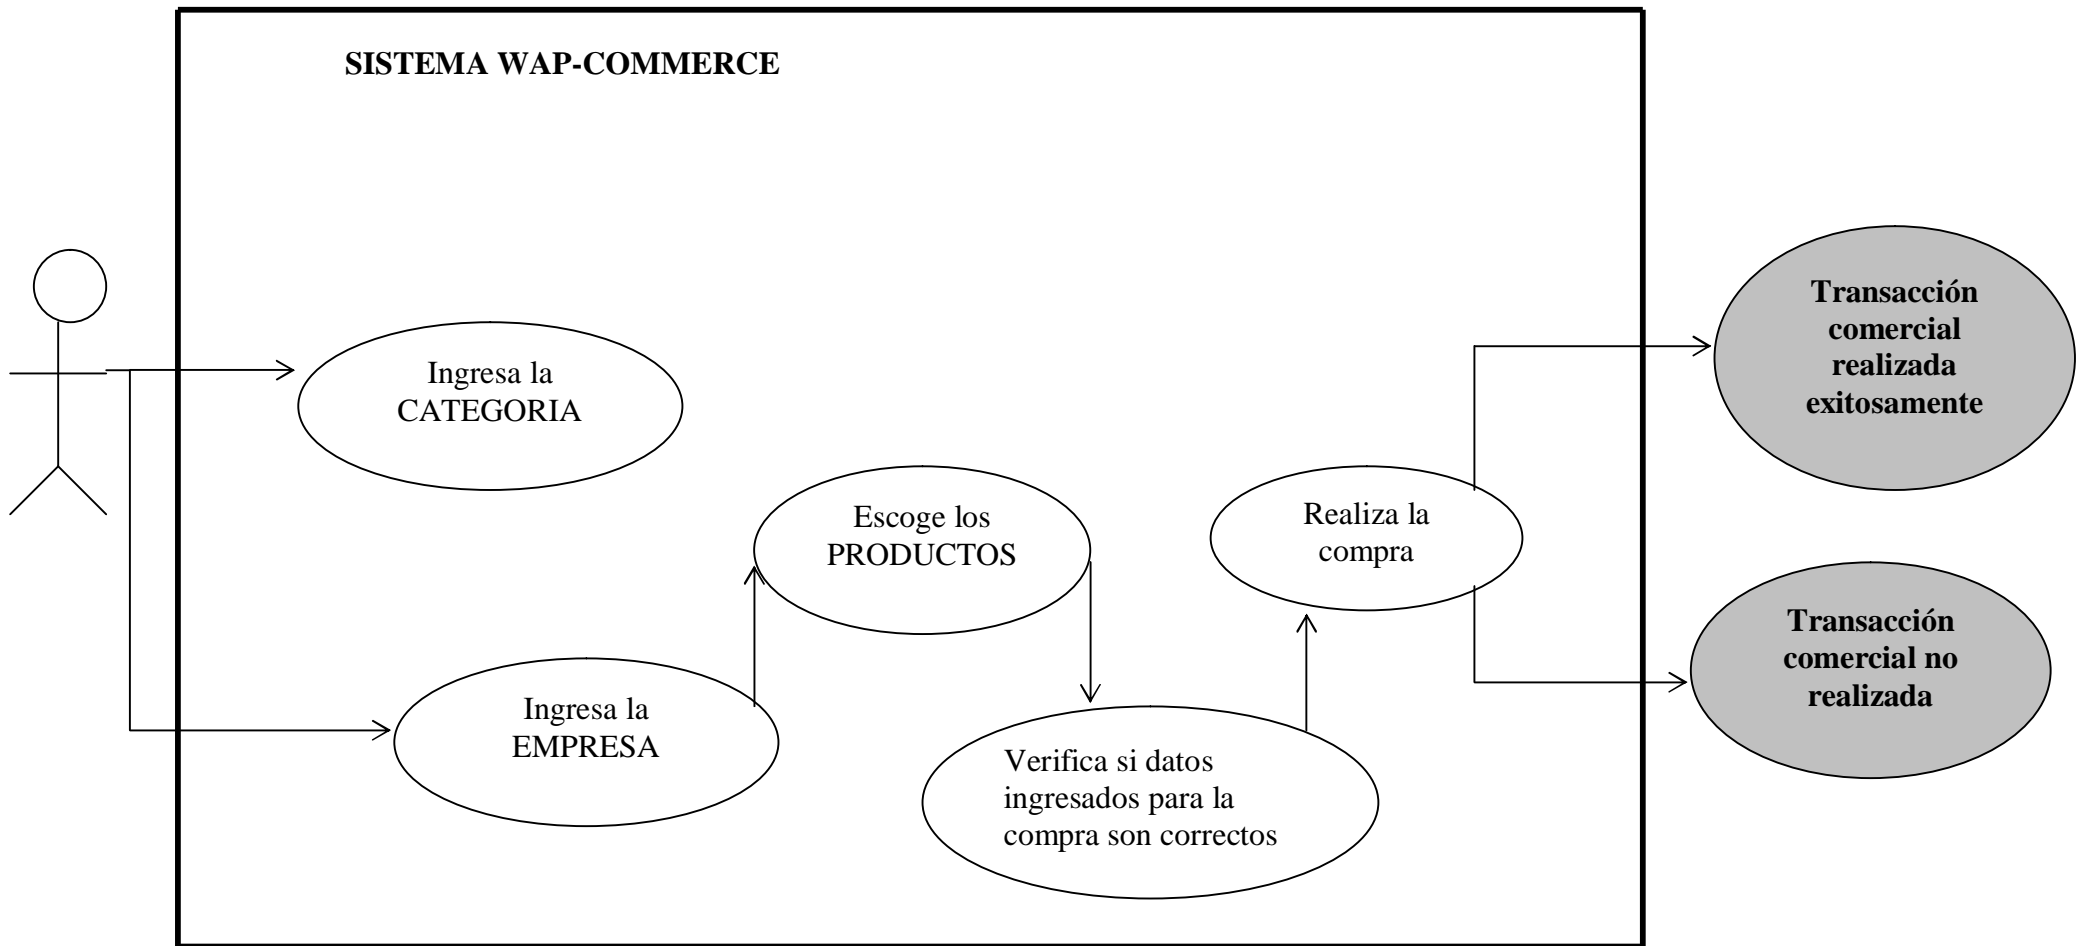 SISTEMA WAP-COMMERCE
Ingresa la
CATEGORIA
Ingresa la
EMPRESA
Escoge los
PRODUCTOS
Verifica si datos
ingresados para la
compra son correctos
Realiza la
compra
Transacción
comercial
realizada
exitosamente
Transacción
comercial no
realizada